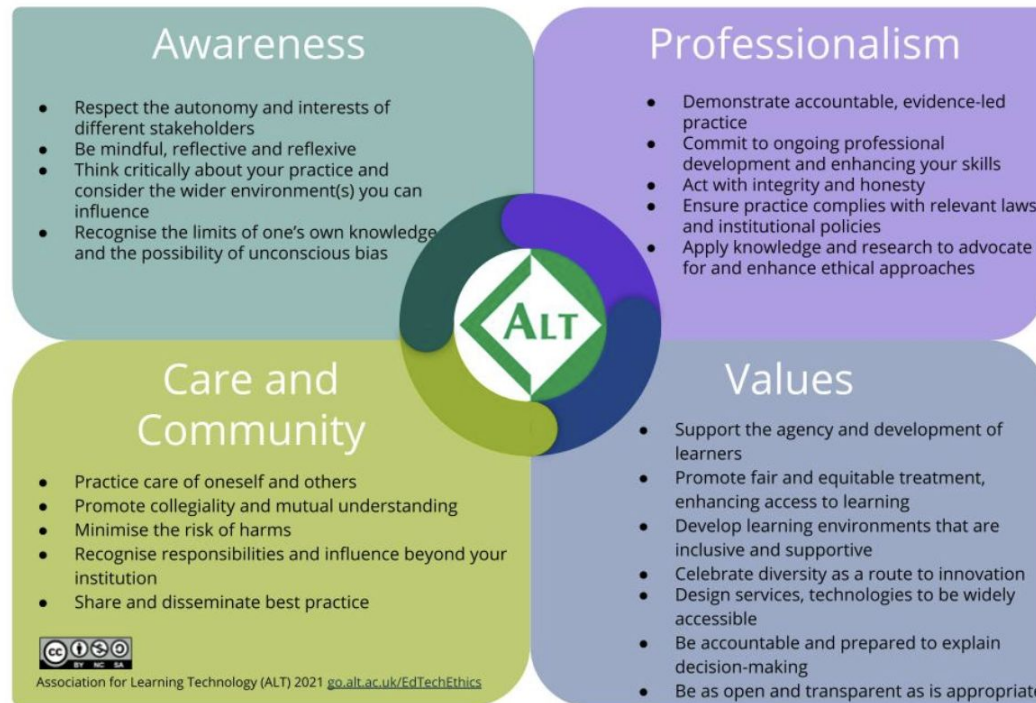 Awareness
● Respect the autonomy and interests of
different stakeholders
● Be mindful, reflective and reflexive
● Think critically about your practice and
consider the wider environment(s) you can
influence
● Recognise the limits of one's own knowledge
and the possibility of unconscious bias
Professionalism
● Demonstrate accountable, evidence-led
practice
● Commit to ongoing professional
development and enhancing your skills
● Act with integrity and honesty
● Ensure practice complies with relevant laws
and institutional policies
● Apply knowledge and research to advocate
for and enhance ethical approaches
ALT
Care and
Community
● Practice care of oneself and others
● Promote collegiality and mutual understanding
● Minimise the risk of harms
● Recognise responsibilities and influence beyond your
institution
● Share and disseminate best practice
Values
● Support the agency and development of
learners
● Promote fair and equitable treatment,
enhancing access to learning
● Develop learning environments that are
inclusive and supportive
● Celebrate diversity as a route to innovation
● Design services, technologies to be widely
accessible
● Be accountable and prepared to explain
decision-making
● Be as open and transparent as is appropriate
cc
BY NC SA
Association for Learning Technology (ALT) 2021 go.alt.ac.uk/EdTechEthics